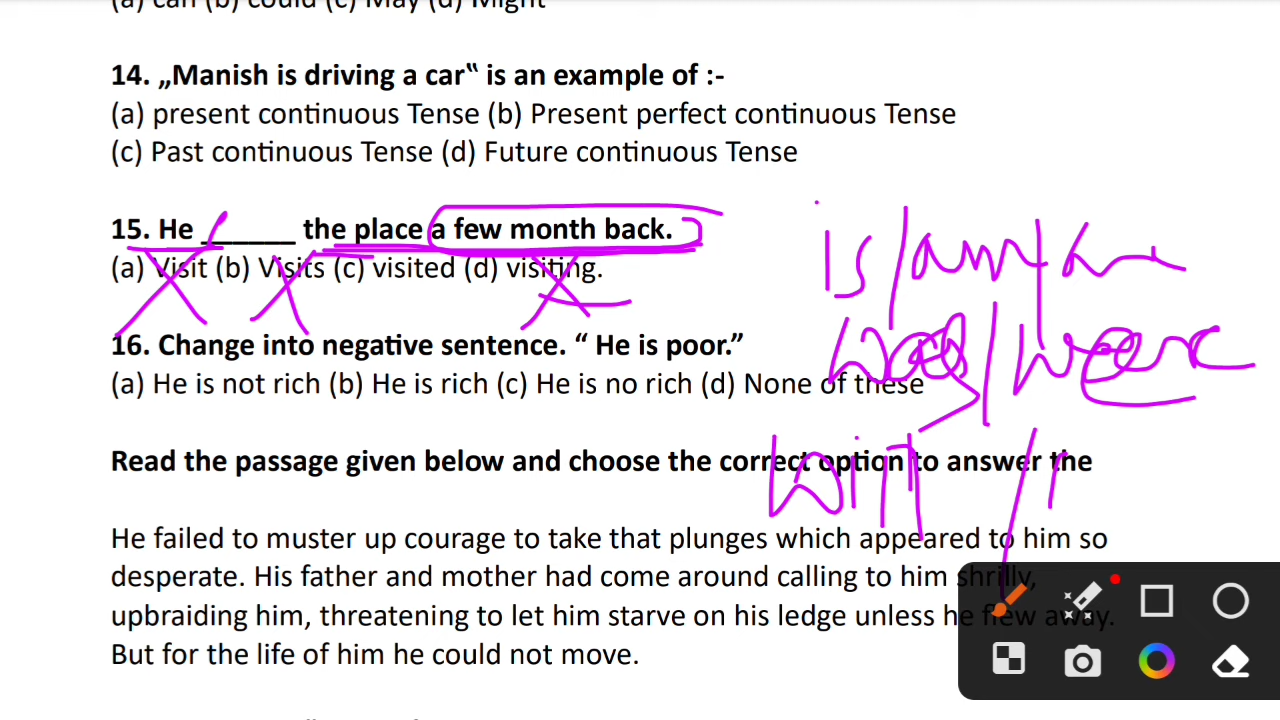 (a) can (b) could (c) May (d) Might
14. „Manish is driving a car‟ is an example of :-
(a) present continuous Tense (b) Present perfect continuous Tense
(c) Past continuous Tense (d) Future continuous Tense
15. He ______ the place a few month back.
(a) Visit (b) Visits (c) visited (d) visiting.
is/am/
was/were
16. Change into negative sentence. “ He is poor.”
(a) He is not rich (b) He is rich (c) He is no rich (d) None of these
Read the passage given below and choose the correct option to answer the
will/
He failed to muster up courage to take that plunges which appeared to him so
desperate. His father and mother had come around calling to him shrilly,
upbraiding him, threatening to let him starve on his ledge unless he flew away.
But for the life of him he could not move.